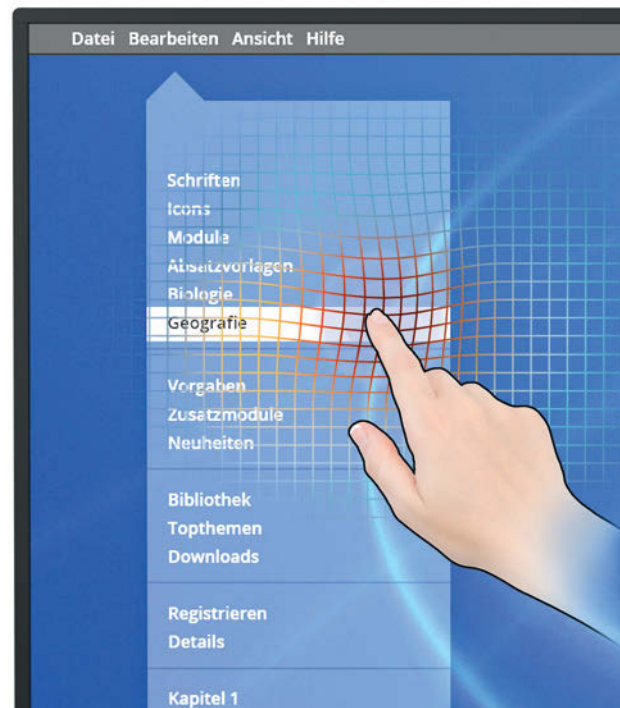 Datei Bearbeiten Ansicht Hilfe
Schriften
Icons
Module
Absatzvorlagen
Biologie
Geografie
Vorgaben
Zusatzmodule
Neuheiten
Bibliothek
Topthemen
Downloads
Registrieren
Details
Kapitel 1